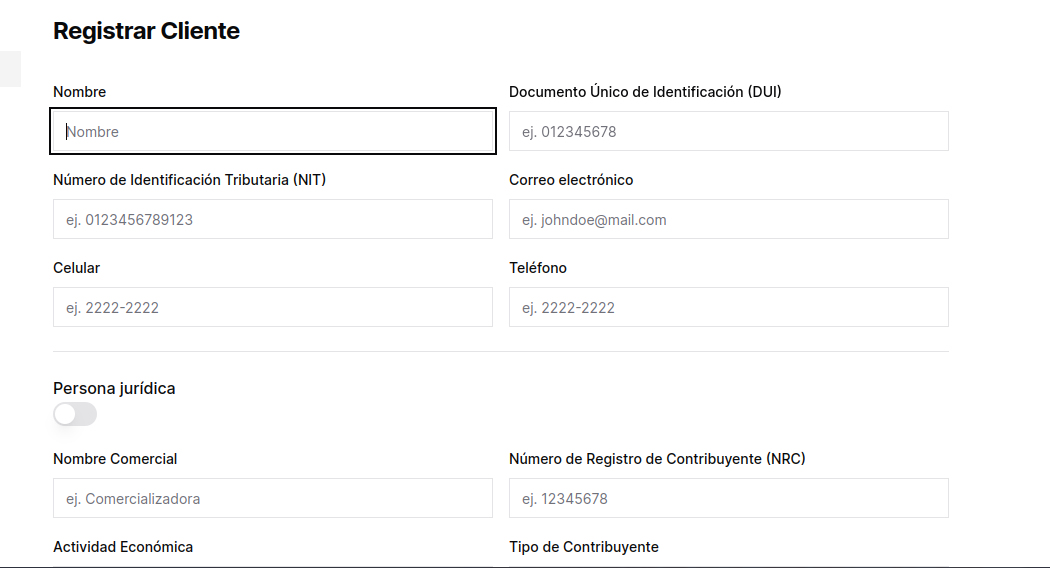 Registrar Cliente
Nombre
Documento Único de Identificación (DUI)
Nombre
ej. 012345678
Número de Identificación Tributaria (NIT)
Correo electrónico
ej. 0123456789123
ej. johndoe@mail.com
Celular
Teléfono
ej. 2222-2222
ej. 2222-2222
Persona jurídica
Nombre Comercial
Número de Registro de Contribuyente (NRC)
ej. Comercializadora
ej. 12345678
Actividad Económica
Tipo de Contribuyente